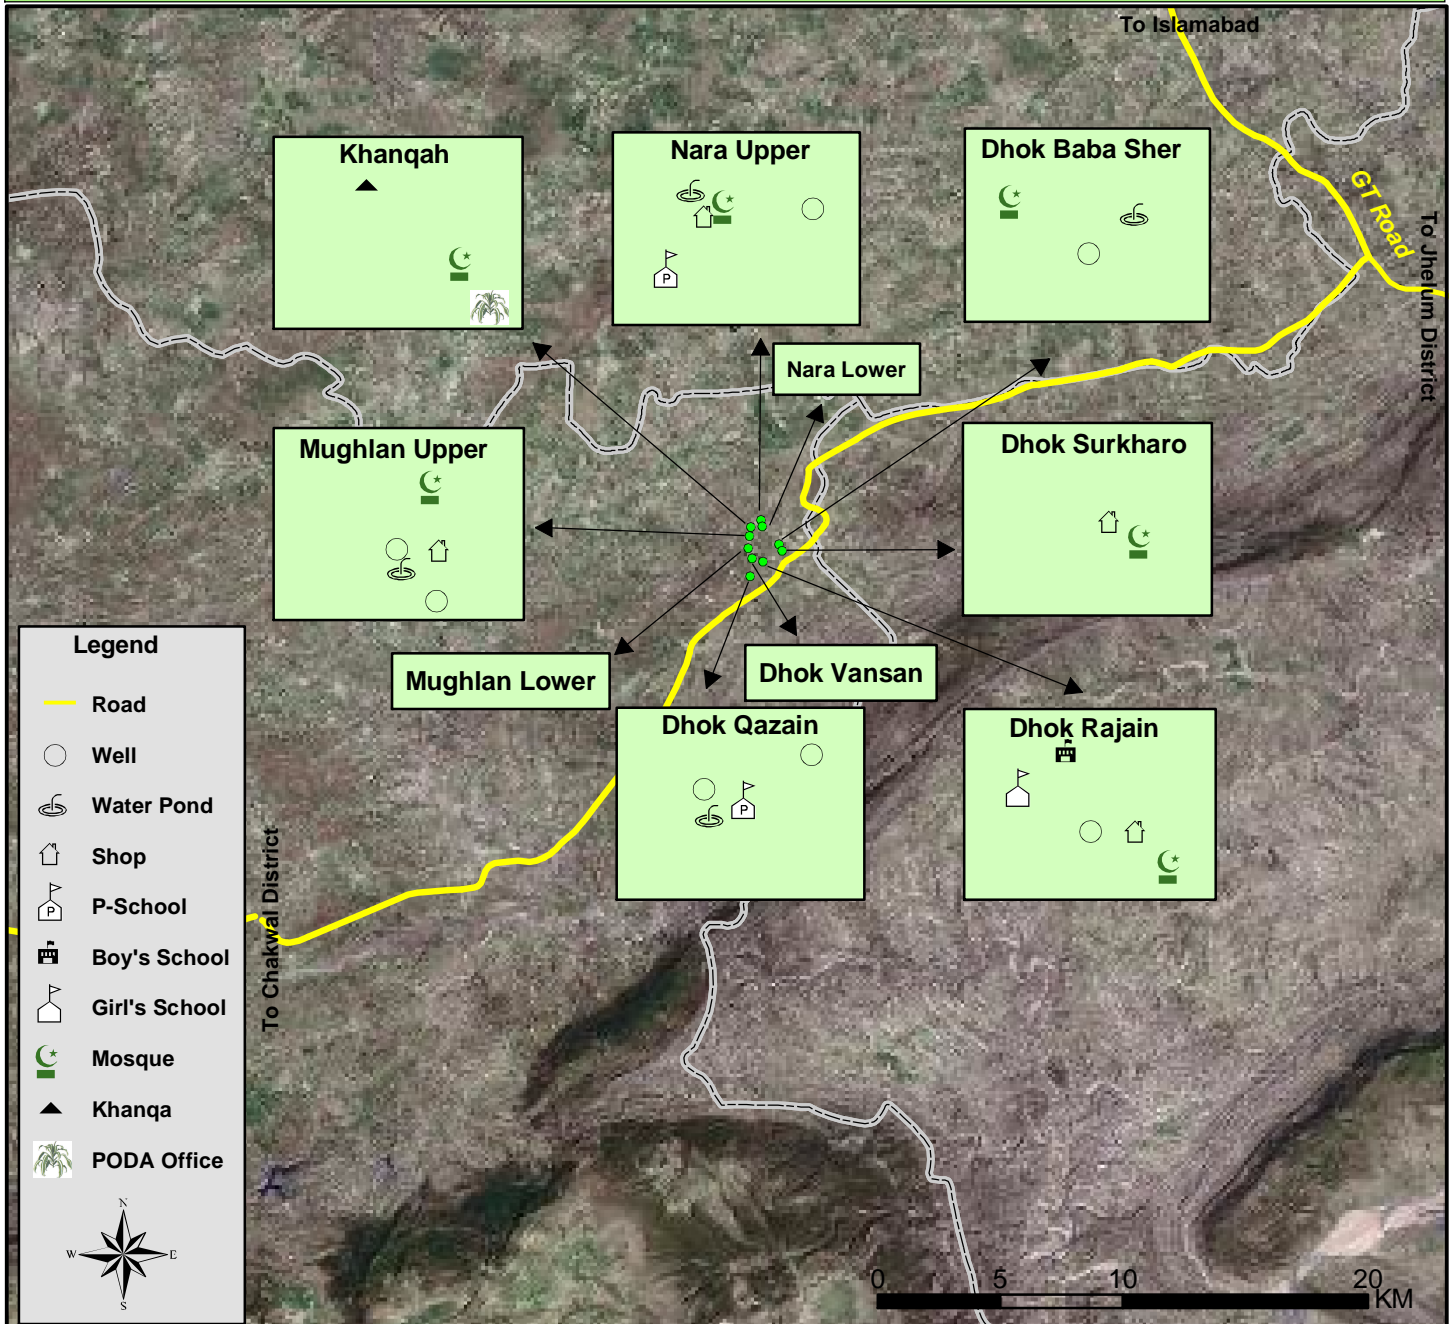 To Islamabad
GT Road
To Jhelum District
Khanqah
Nara Upper
P
Dhok Baba Sher
Nara Lower
Mughlan Upper
Dhok Surkharo
Mughlan Lower
Dhok Vansan
Dhok Qazain
P
Dhok Rajain
To Chakwal District
Legend
Road
Well
Water Pond
Shop
P P-School
Boy's School
Girl's School
Mosque
Khanqa
PODA Office
N
W E
S
0 5 10 20
KM